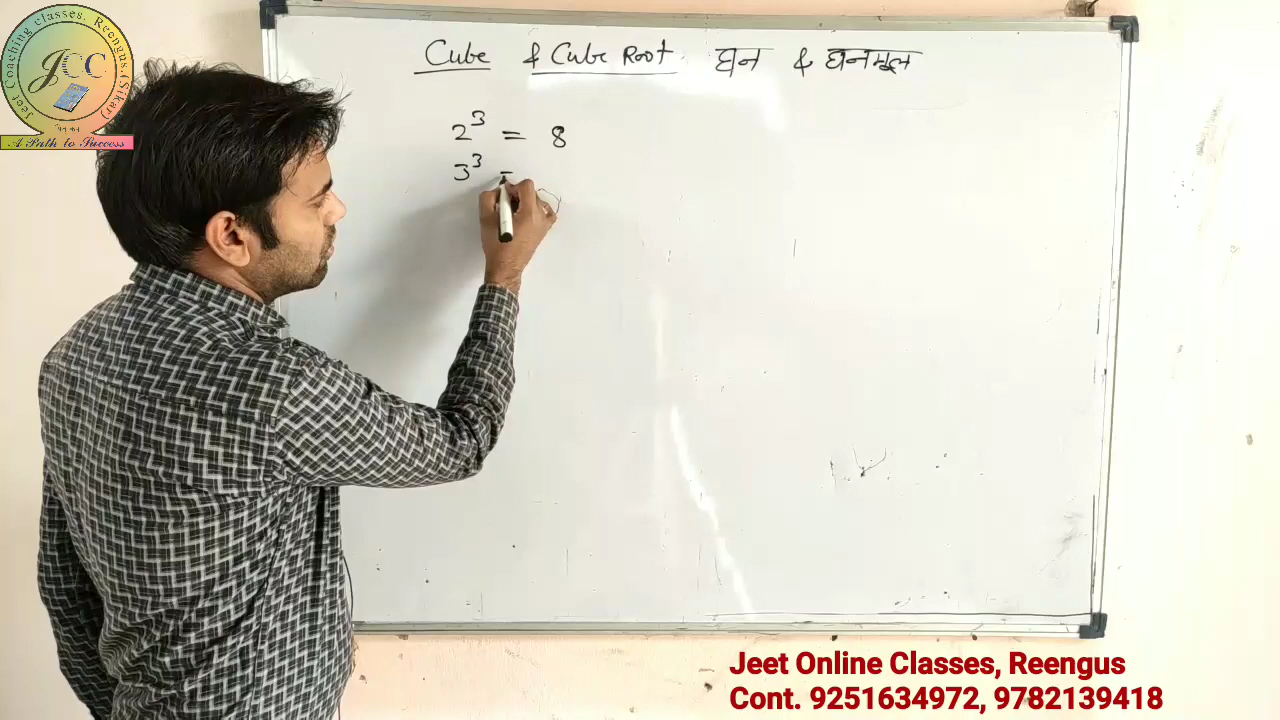 Jeet Coaching classes, Reengus (Sikar)
JCC
A Path to Success
Cube & Cube Root घन & घनमूल
2³ = 8
3³ =
Jeet Online Classes, Reengus
Cont. 9251634972, 9782139418